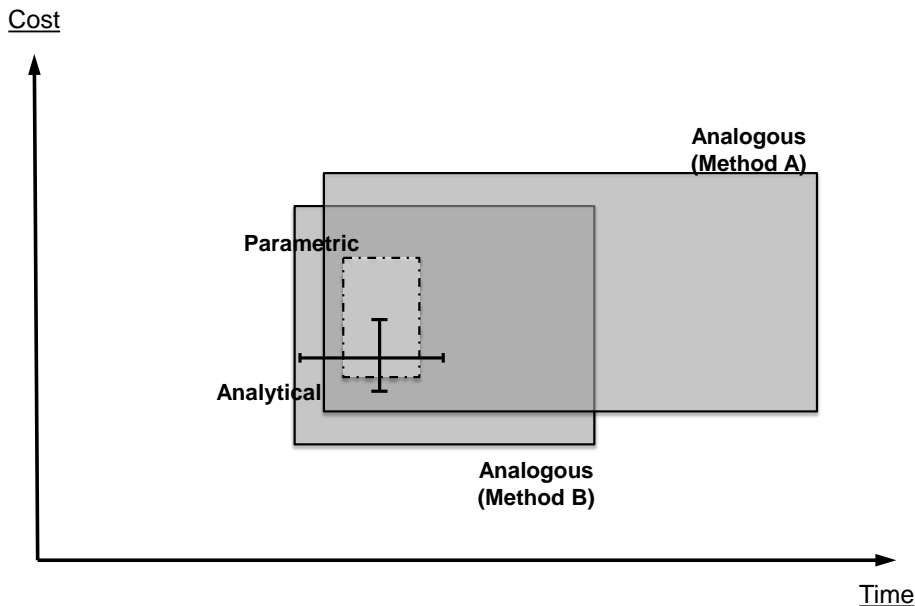 Cost
Analogous
(Method A)
Parametric
Analytical
Analogous
(Method B)
Time